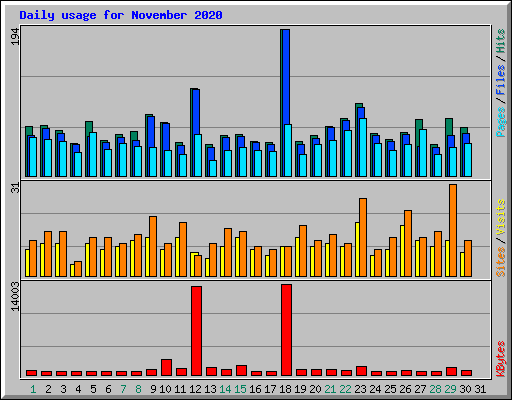 Daily usage for November 2020
194
Pages / Files / Hits
31
Sites / Visits
14003
KBytes
1 2 3 4 5 6 7 8 9 10 11 12 13 14 15 16 17 18 19 20 21 22 23 24 25 26 27 28 29 30 31